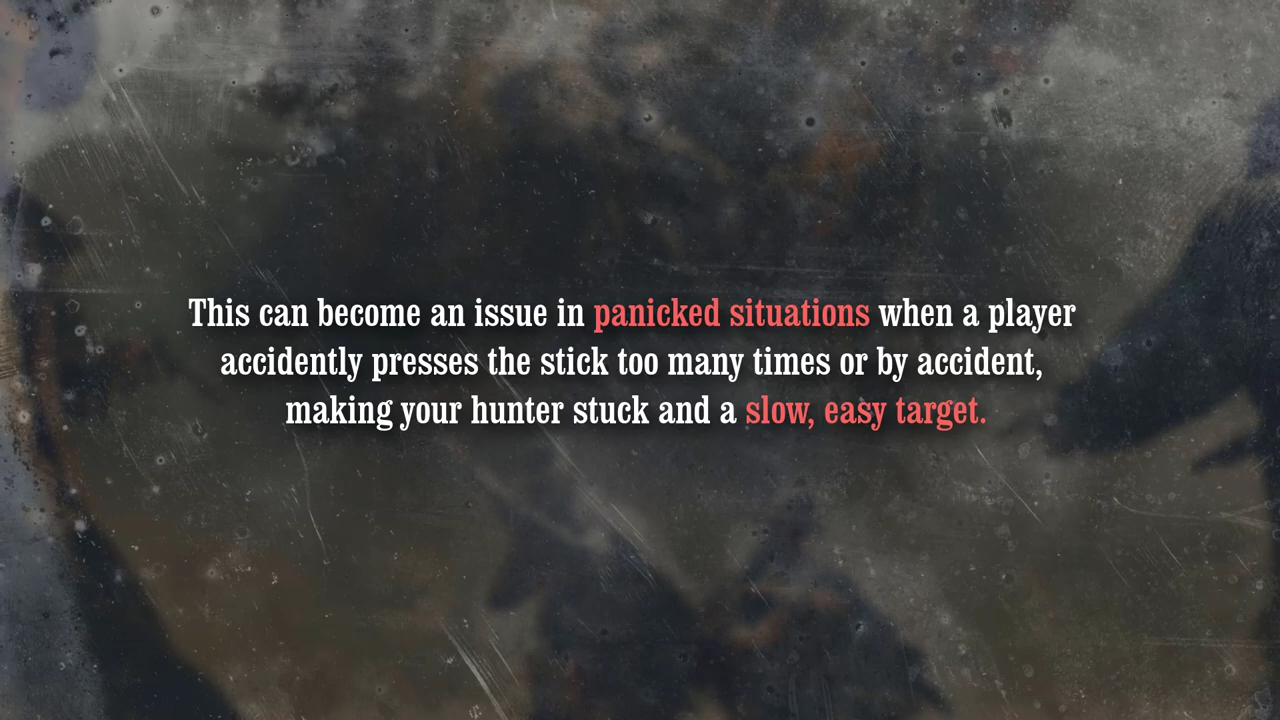 This can become an issue in panicked situations when a player
accidently presses the stick too many times or by accident,
making your hunter stuck and a slow, easy target.